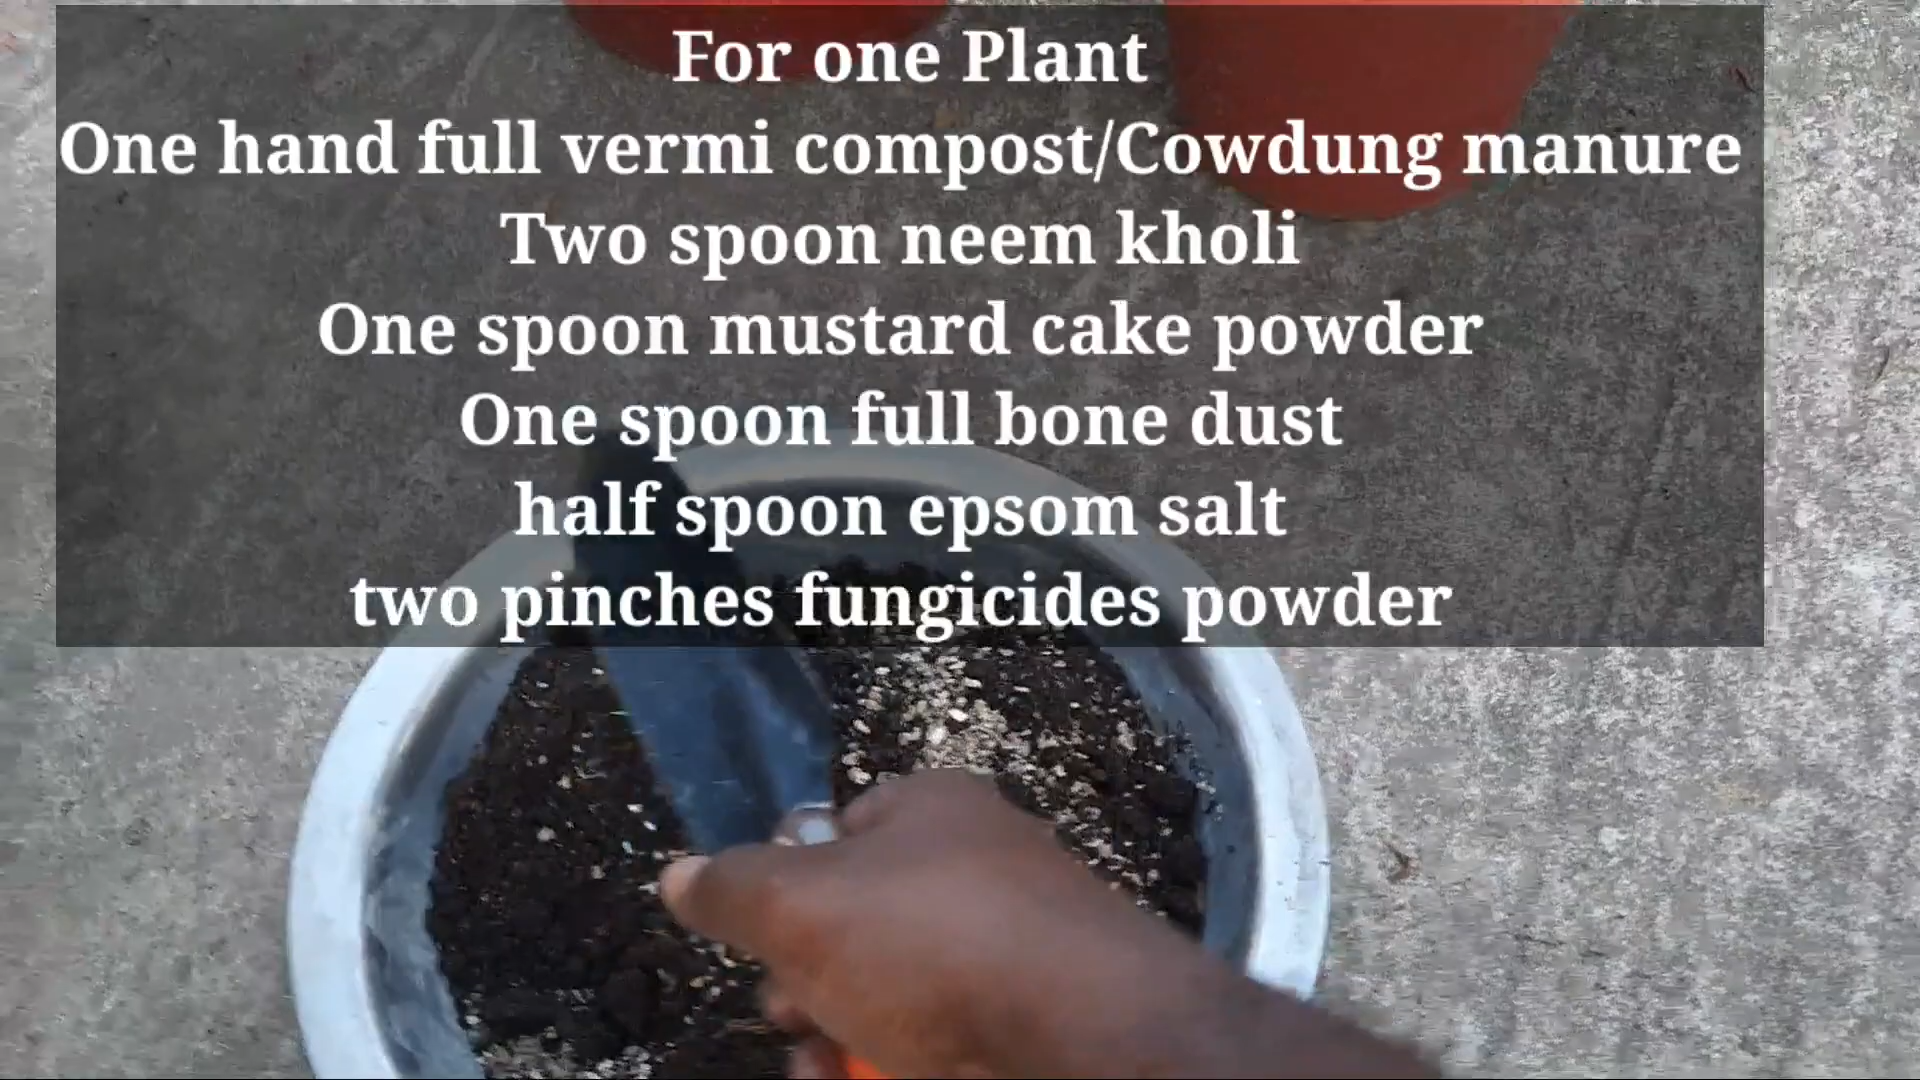 For one Plant
One hand full vermi compost/Cowdung manure
Two spoon neem kholi
One spoon mustard cake powder
One spoon full bone dust
half spoon epsom salt
two pinches fungicides powder